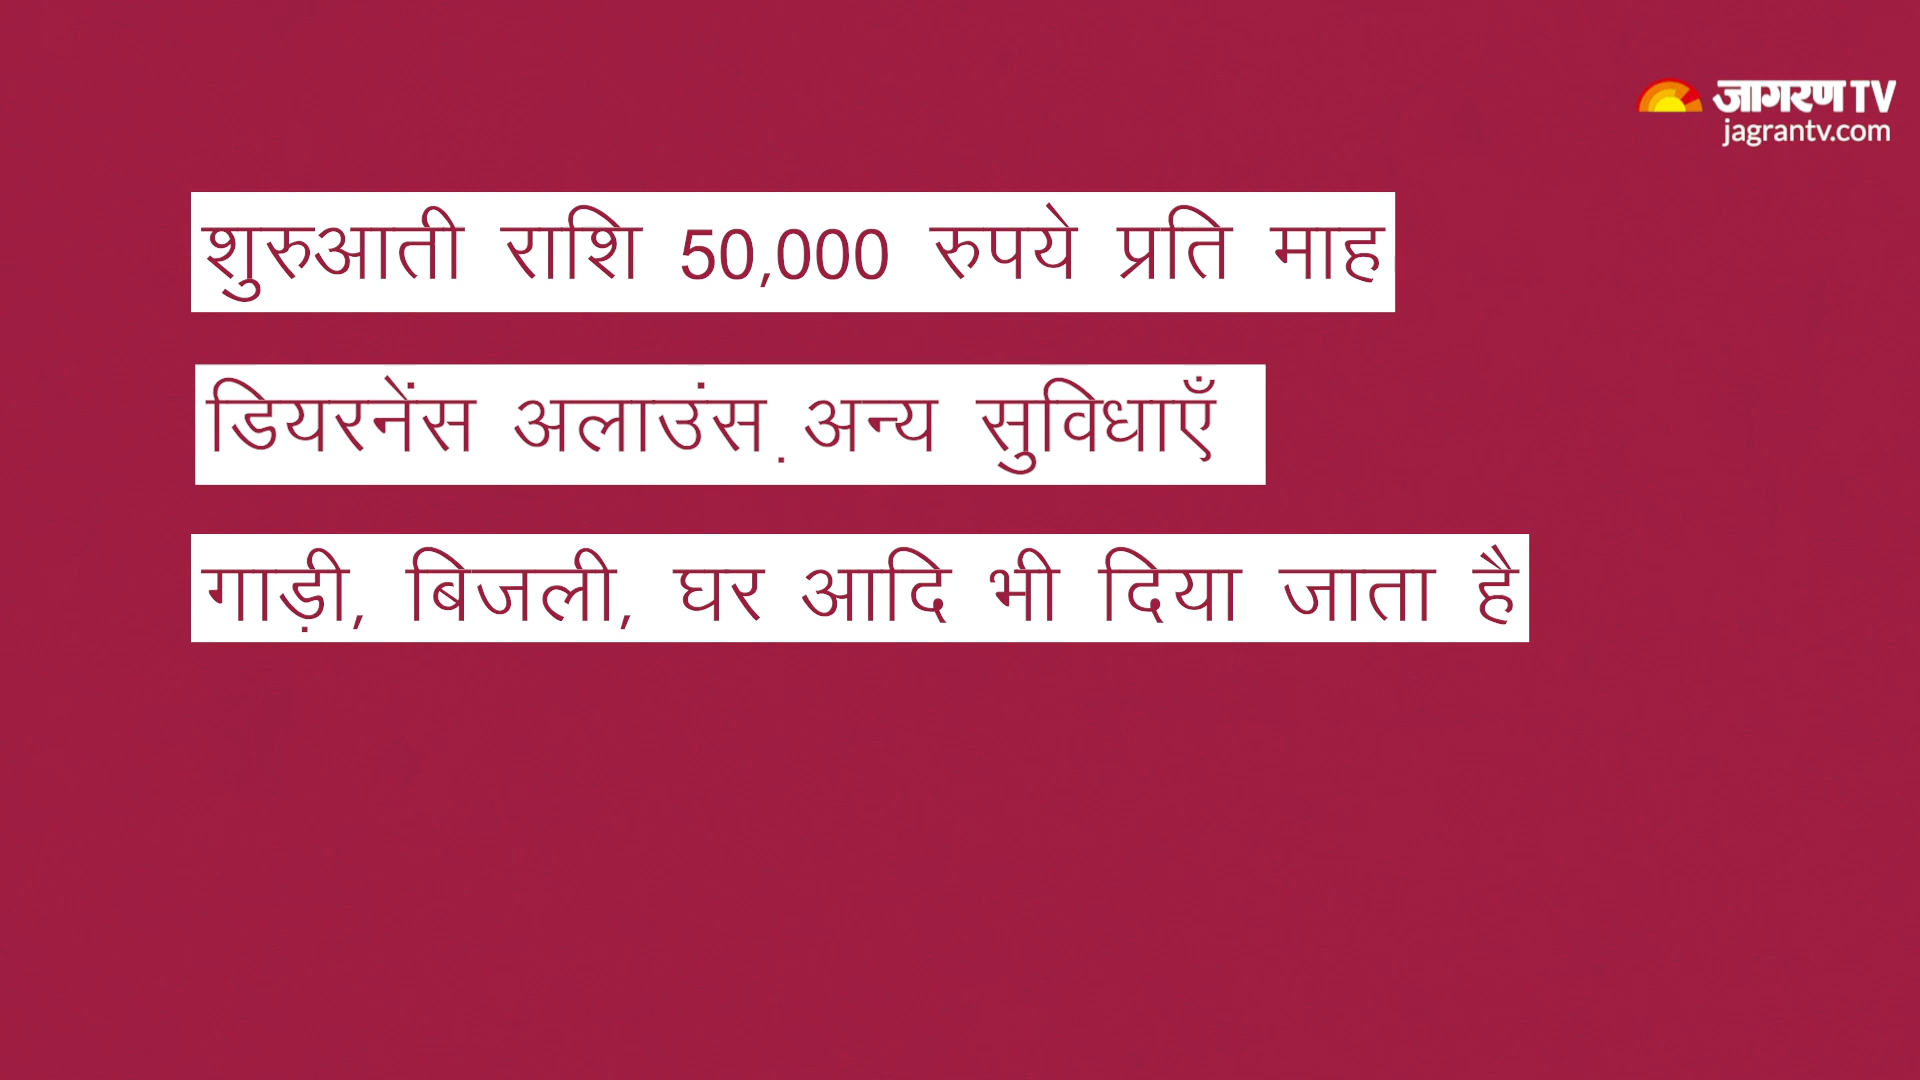 जागरण TV
jagrantv.com
शुरुआती राशि 50,000 रुपये प्रति माह
डियरनेंस अलाउंस़ अन्य सुविधाएँ
गाड़ी, बिजली, घर आदि भी दिया जाता है